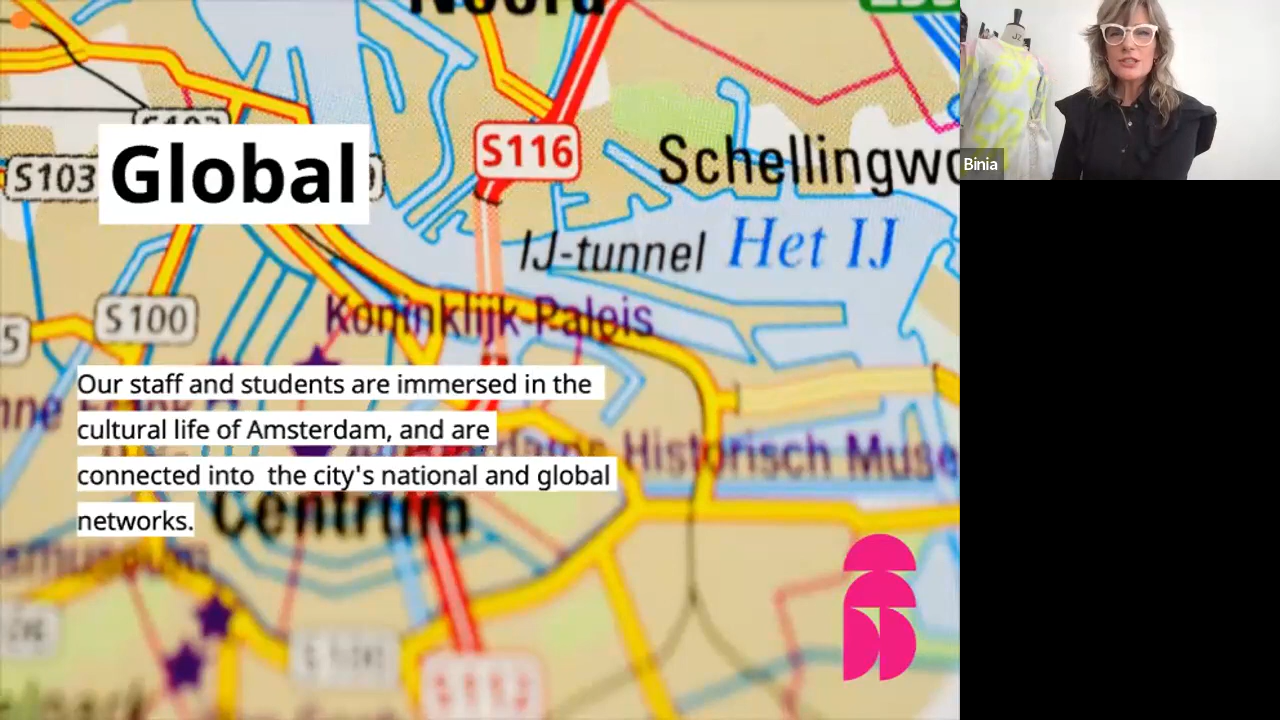 Noord
S103
Global
S116
Schellingwo
IJ-tunnel
Het IJ
S100
Koninklijk Paleis
5
Our staff and students are immersed in the
cultural life of Amsterdam, and are
Historisch Muse
connected into  the city's national and global
networks.
Centrum
Binia